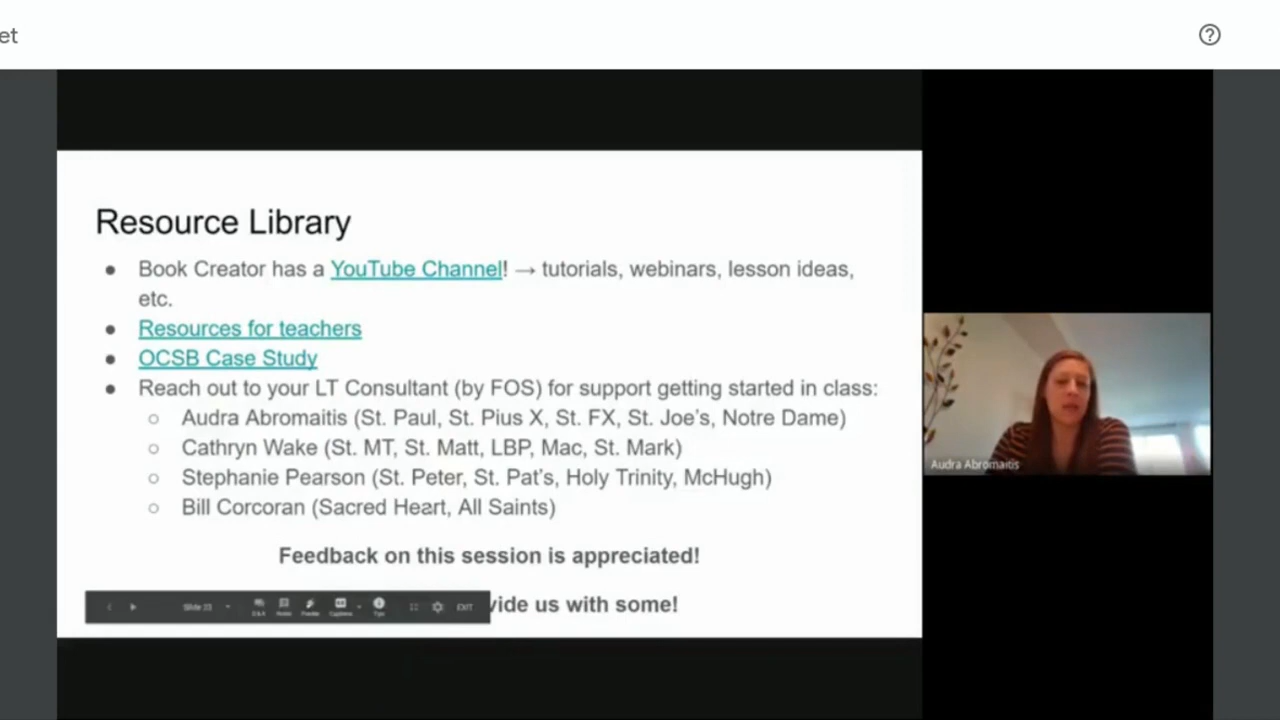 et
Resource Library
● Book Creator has a YouTube Channel! → tutorials, webinars, lesson ideas,
etc.
● Resources for teachers
● OCSB Case Study
● Reach out to your LT Consultant (by FOS) for support getting started in class:
○ Audra Abromaitis (St. Paul, St. Pius X, St. FX, St. Joe's, Notre Dame)
○ Cathryn Wake (St. MT, St. Matt, LBP, Mac, St. Mark)
○ Stephanie Pearson (St. Peter, St. Pat's, Holy Trinity, McHugh)
○ Bill Corcoran (Sacred Heart, All Saints)
Feedback on this session is appreciated!
vide us with some!
EXIT
Audra Abromaitis